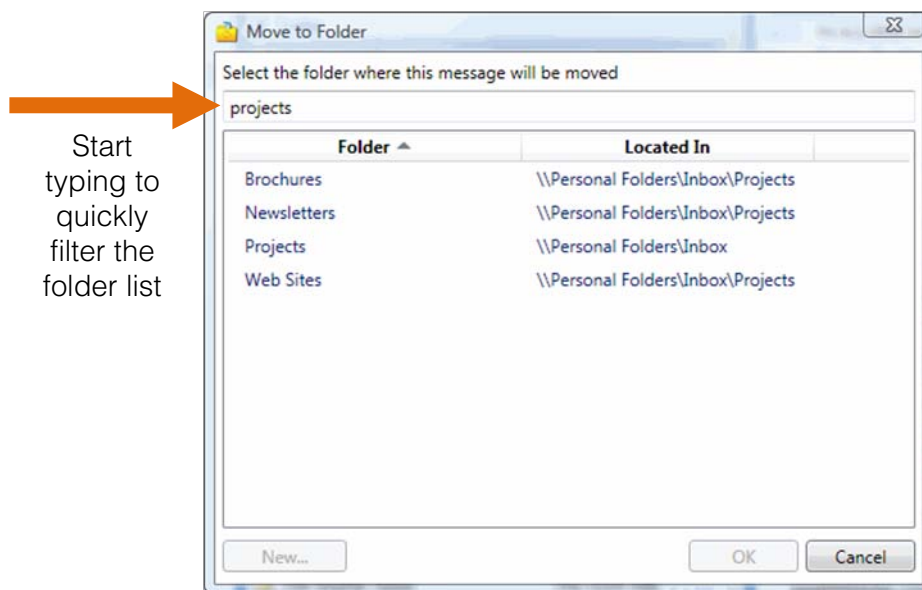 Move to Folder
Select the folder where this message will be moved
projects
Start
typing to
quickly
filter the
folder list
Folder Located In
Brochures \\Personal Folders\Inbox\Projects
Newsletters \\Personal Folders\Inbox\Projects
Projects \\Personal Folders\Inbox
Web Sites \\Personal Folders\Inbox\Projects
New... OK Cancel